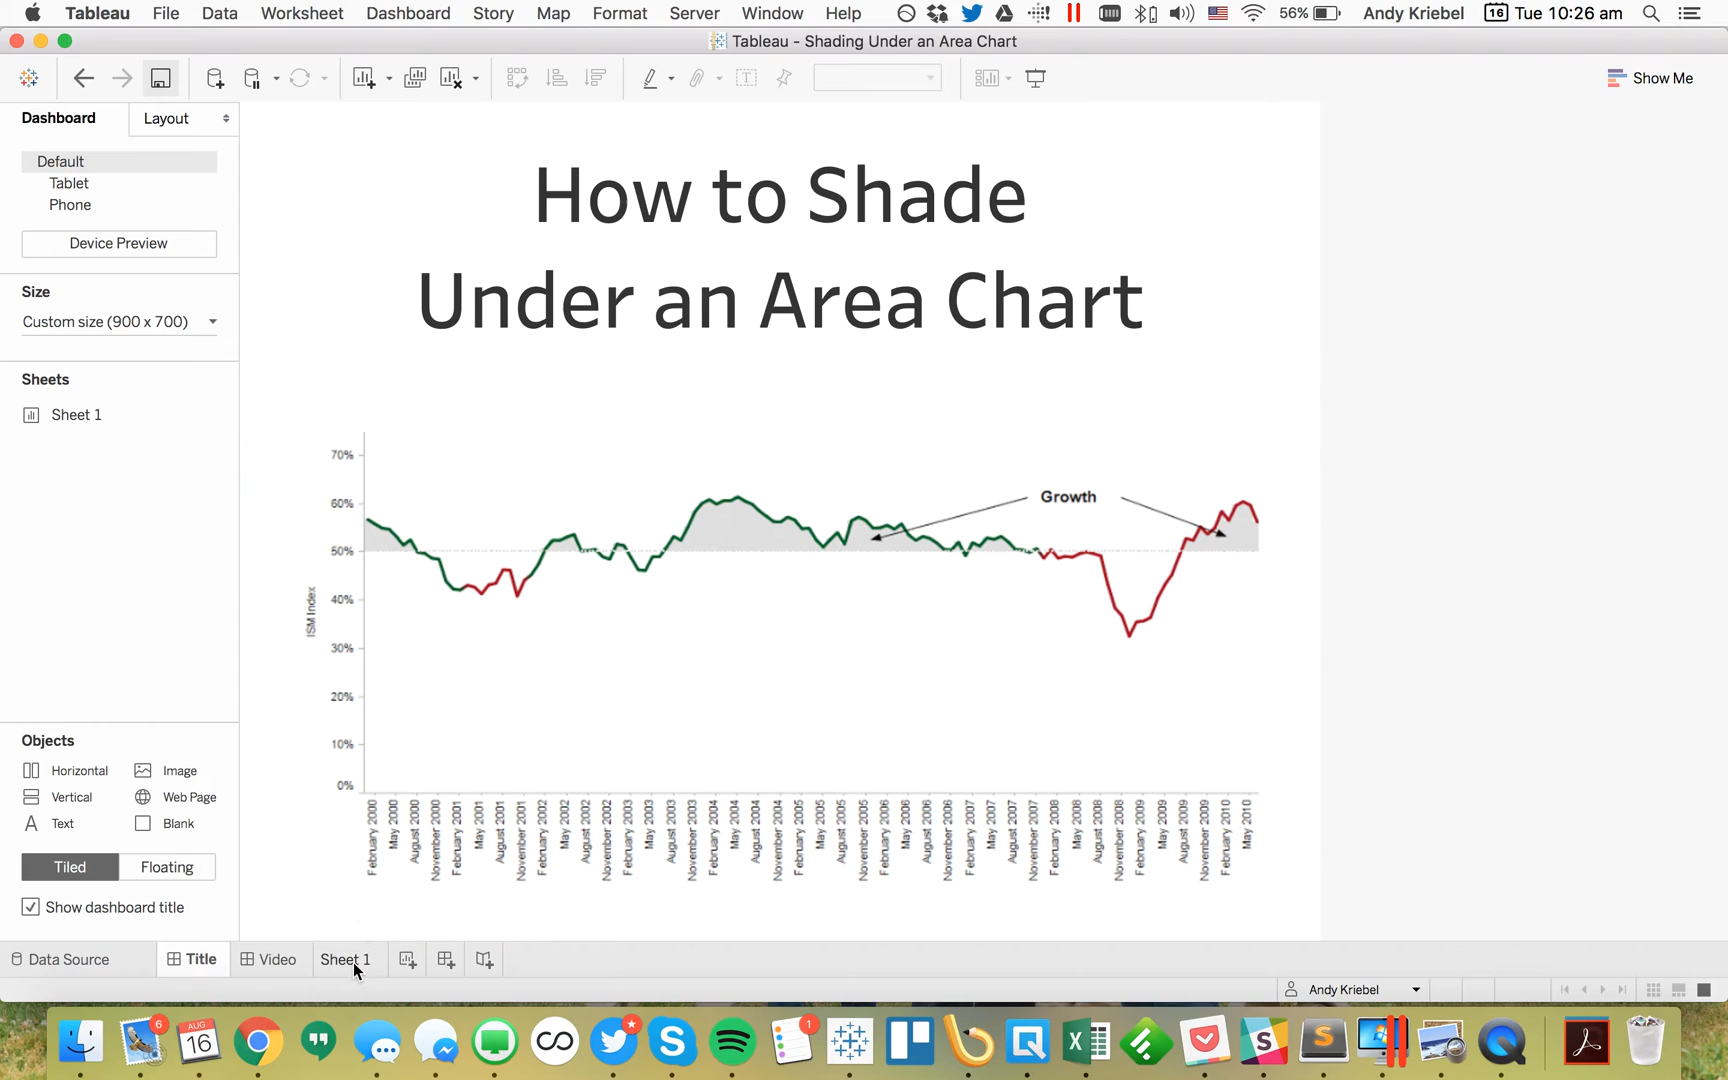 Tableau File Data Worksheet Dashboard Story Map Format Server Window Help 56% Andy Kriebel 16 Tue 10:26 am
Tableau - Shading Under an Area Chart
Show Me
Dashboard Layout
Default
Tablet
Phone
Device Preview
Size
Custom size (900 x 700)
Sheets
Sheet 1
Objects
Horizontal Image
Vertical Web Page
A Text Blank
Tiled Floating
Show dashboard title
How to Shade
Under an Area Chart
70%
60%
50%
40%
30%
20%
10%
0%
ISM Index
Growth
February 2000
May 2000
August 2000
November 2000
February 2001
May 2001
August 2001
November 2001
February 2002
May 2002
August 2002
November 2002
February 2003
May 2003
August 2003
November 2003
February 2004
May 2004
August 2004
November 2004
February 2005
May 2005
August 2005
November 2005
February 2006
May 2006
August 2006
November 2006
February 2007
May 2007
August 2007
November 2007
February 2008
May 2008
August 2008
November 2008
February 2009
May 2009
August 2009
November 2009
February 2010
May 2010
Data Source Title Video Sheet 1
Andy Kriebel
6
AUG
16
1